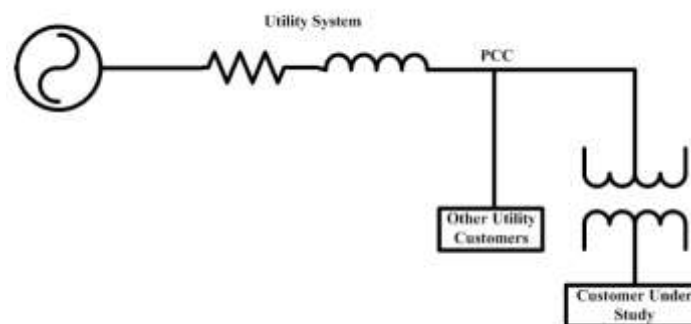 Utility System
PCC
Other Utility
Customers
Customer Under
Study